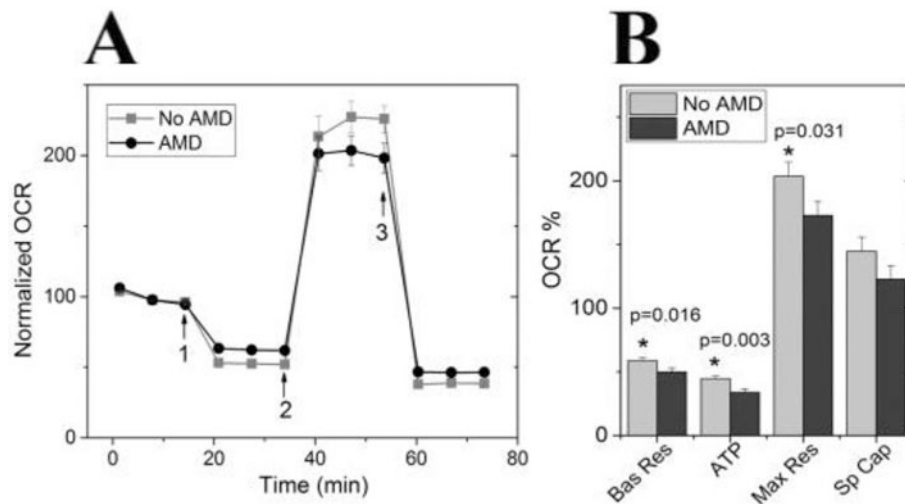 A
No AMD
AMD
200
100
0
Normalized OCR
1
2
3
0
20
40
60
80
Time (min)
B
No AMD
AMD
p=0.031
*
p=0.016
*
p=0.003
*
200
100
0
OCR %
Bas Res
ATP
Max Res
Sp Cap